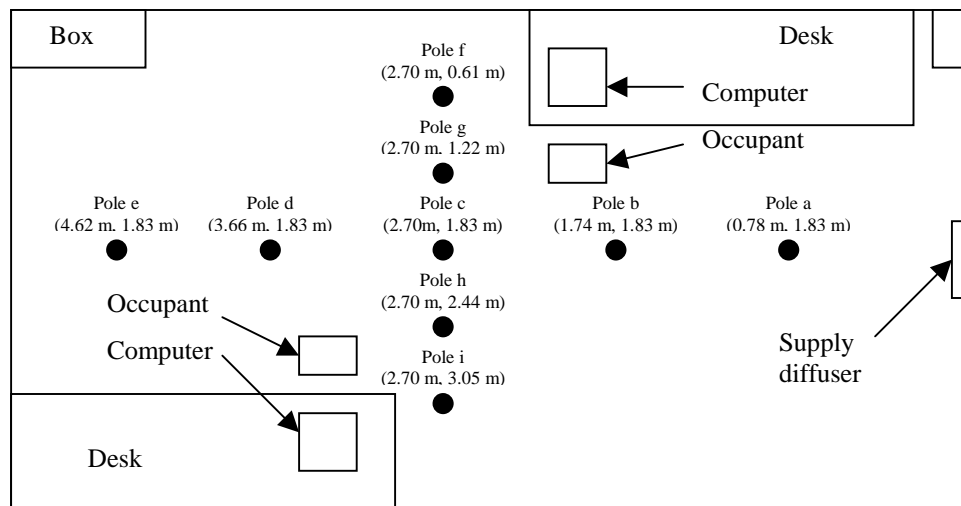 Box
Desk
Pole f
(2.70 m, 0.61 m)
Computer
Pole g
(2.70 m, 1.22 m)
Occupant
Pole e
(4.62 m, 1.83 m)
Pole d
(3.66 m, 1.83 m)
Pole c
(2.70m, 1.83 m)
Pole b
(1.74 m, 1.83 m)
Pole a
(0.78 m, 1.83 m)
Pole h
(2.70 m, 2.44 m)
Occupant
Computer
Pole i
(2.70 m, 3.05 m)
Supply
diffuser
Desk